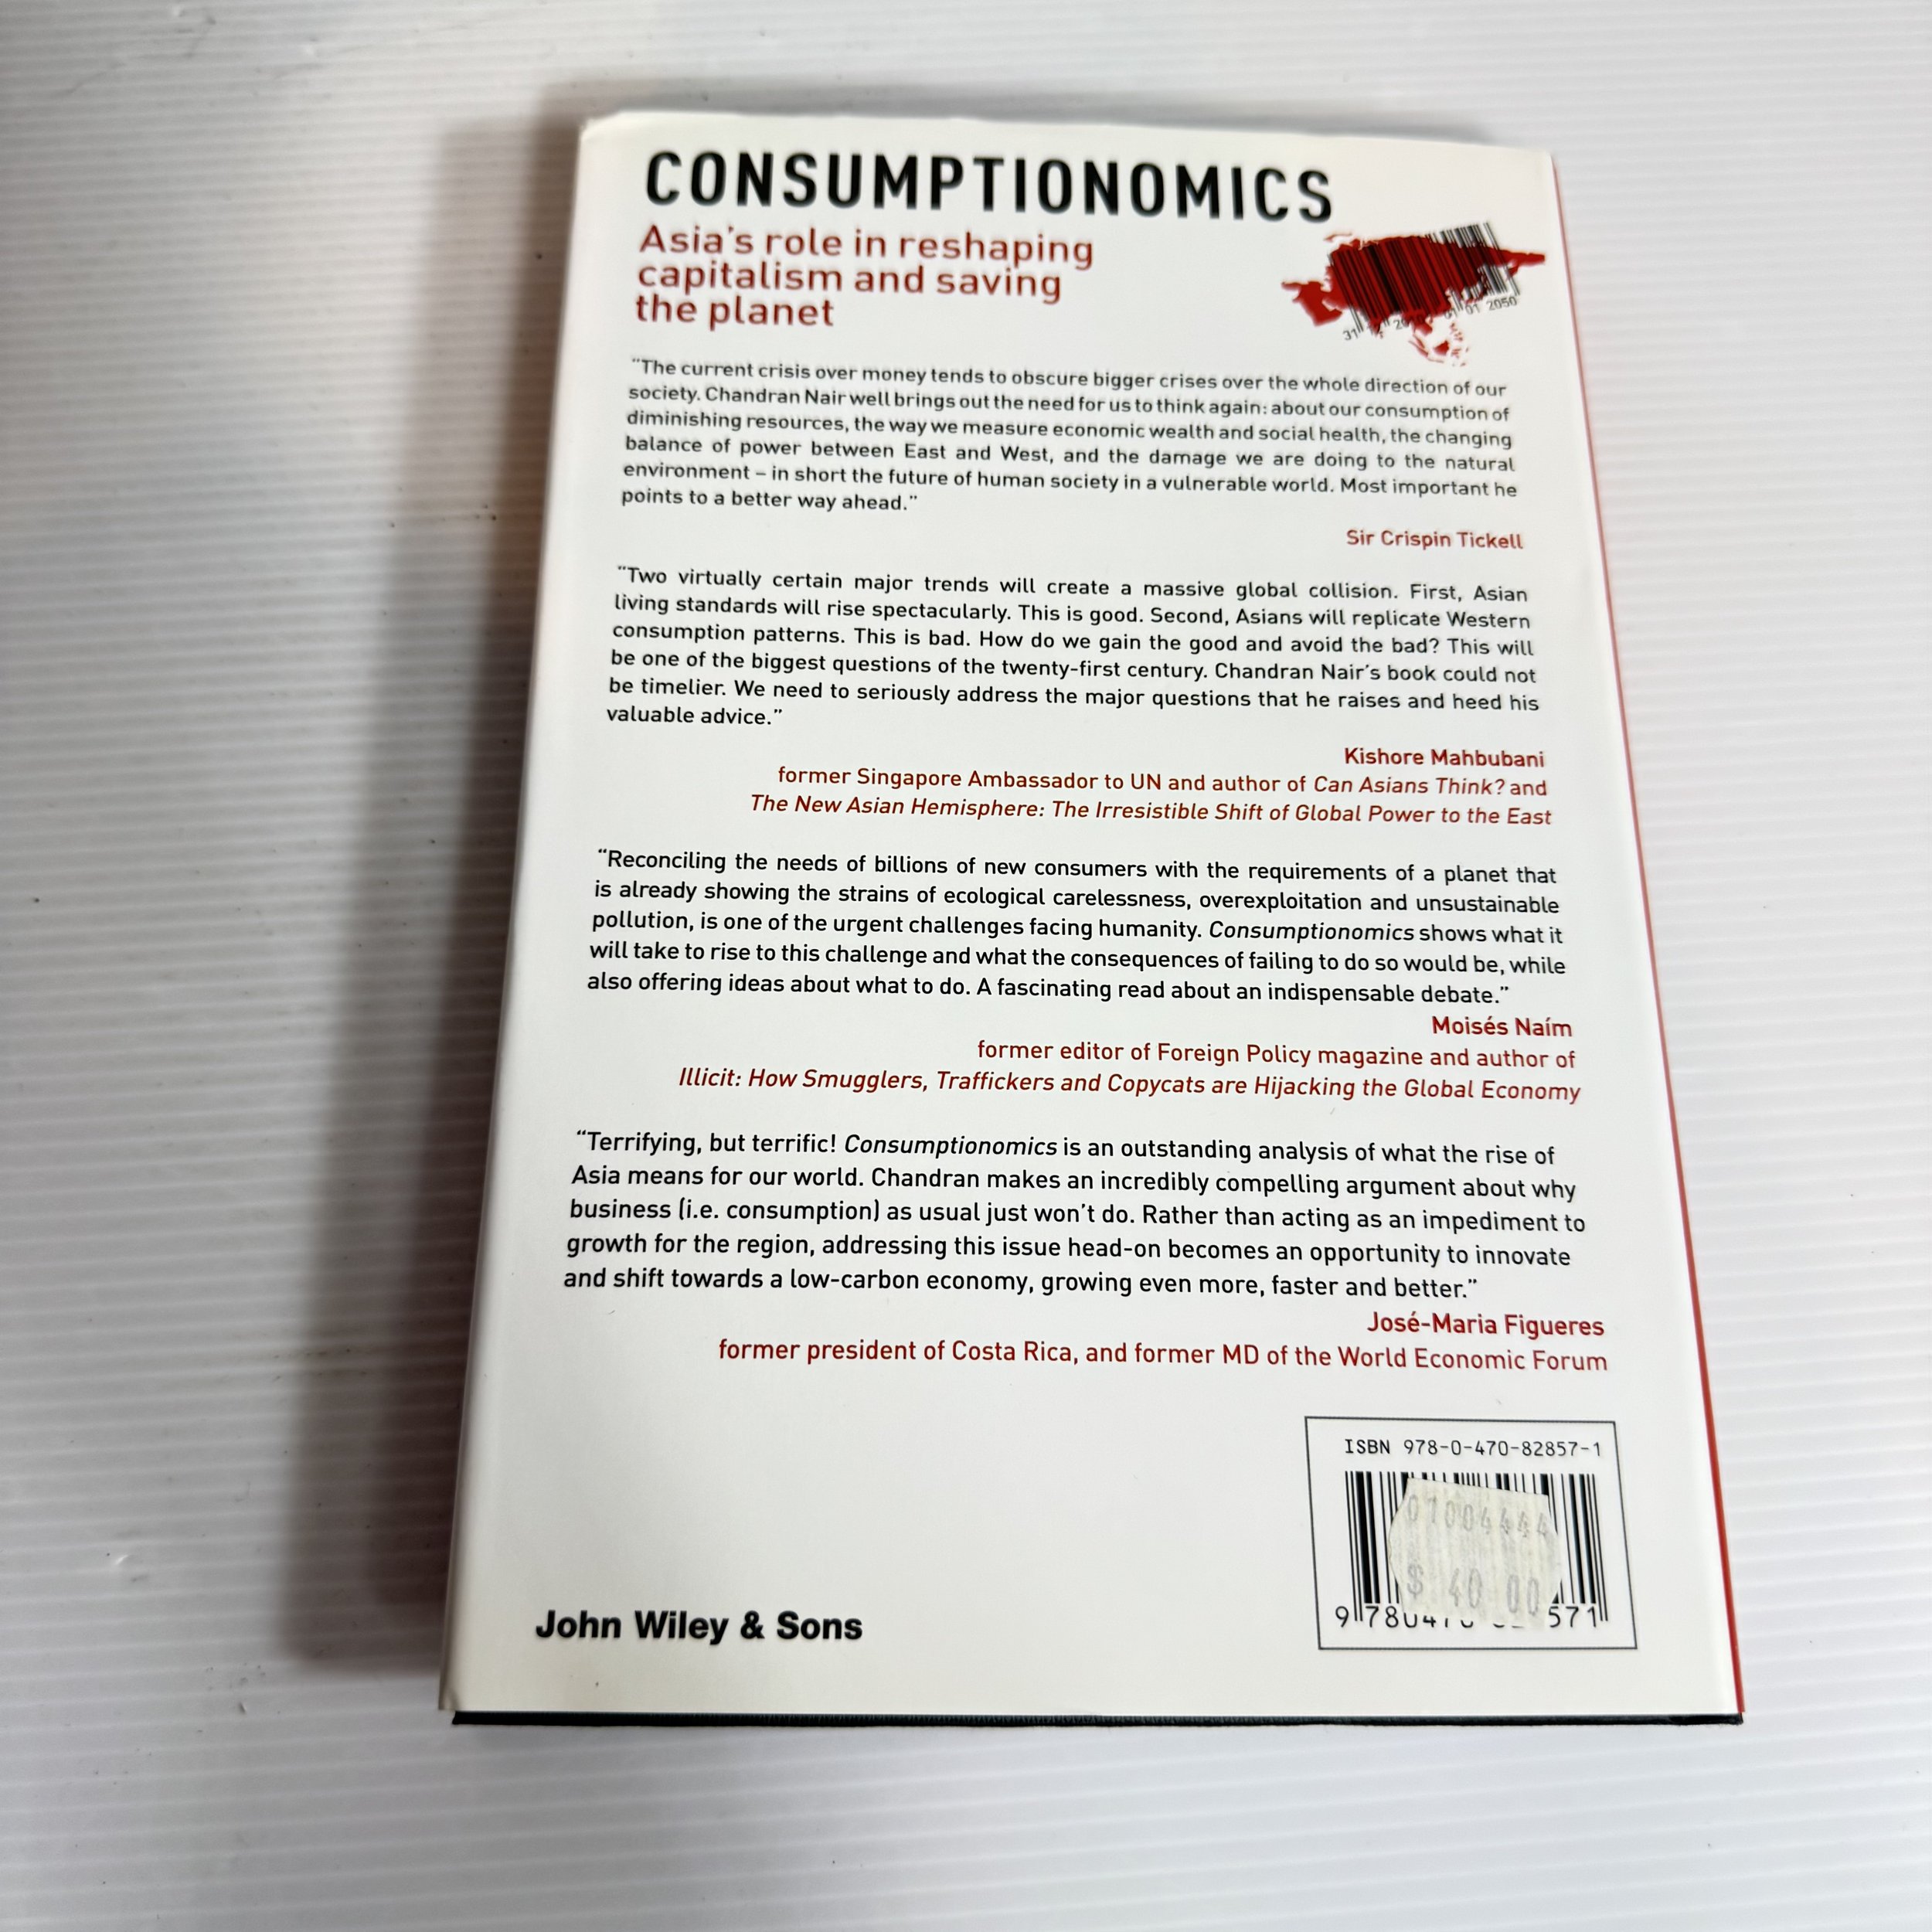 CONSUMPTIONOMICS
Asia's role in reshaping
capitalism and saving
the planet
01 2050
"The current crisis over money tends to obscure bigger crises over the whole direction of our
society. Chandran Nair well brings out the need for us to think again: about our consumption of
diminishing resources, the way we measure economic wealth and social health, the changing
balance of power between East and West, and the damage we are doing to the natural
environment – in short the future of human society in a vulnerable world. Most important he
points to a better way ahead."
Sir Crispin Tickell
"Two virtually certain major trends will create a massive global collision. First, Asian
living standards will rise spectacularly. This is good. Second, Asians will replicate Western
consumption patterns. This is bad. How do we gain the good and avoid the bad? This will
be one of the biggest questions of the twenty-first century. Chandran Nair's book could not
be timelier. We need to seriously address the major questions that he raises and heed his
valuable advice."
Kishore Mahbubani
former Singapore Ambassador to UN and author of Can Asians Think? and
The New Asian Hemisphere: The Irresistible Shift of Global Power to the East
"Reconciling the needs of billions of new consumers with the requirements of a planet that
is already showing the strains of ecological carelessness, overexploitation and unsustainable
pollution, is one of the urgent challenges facing humanity. Consumptionomics shows what it
will take to rise to this challenge and what the consequences of failing to do so would be, while
also offering ideas about what to do. A fascinating read about an indispensable debate."
Moisés Naím
former editor of Foreign Policy magazine and author of
Illicit: How Smugglers, Traffickers and Copycats are Hijacking the Global Economy
"Terrifying, but terrific! Consumptionomics is an outstanding analysis of what the rise of
Asia means for our world. Chandran makes an incredibly compelling argument about why
business (i.e. consumption) as usual just won't do. Rather than acting as an impediment to
growth for the region, addressing this issue head-on becomes an opportunity to innovate
and shift towards a low-carbon economy, growing even more, faster and better."
José-Maria Figueres
former president of Costa Rica, and former MD of the World Economic Forum
ISBN 978-0-470-82857-1
01004444
$ 40 00
571
John Wiley & Sons